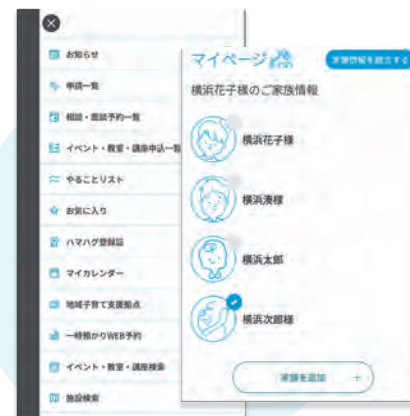 お知らせ
申請一覧
相談・面談予約一覧
イベント・教室・講座申込一覧
やることリスト
お気に入り
ハマハグ登録証
マイカレンダー
地域子育て支援拠点
一時預かりWEB予約
イベント・教室・講座検索
施設検索
マイページ
家族情報を設定する
横浜花子様のご家族情報
横浜花子様
横浜湊様
横浜太郎
横浜次郎様
家族を追加 +